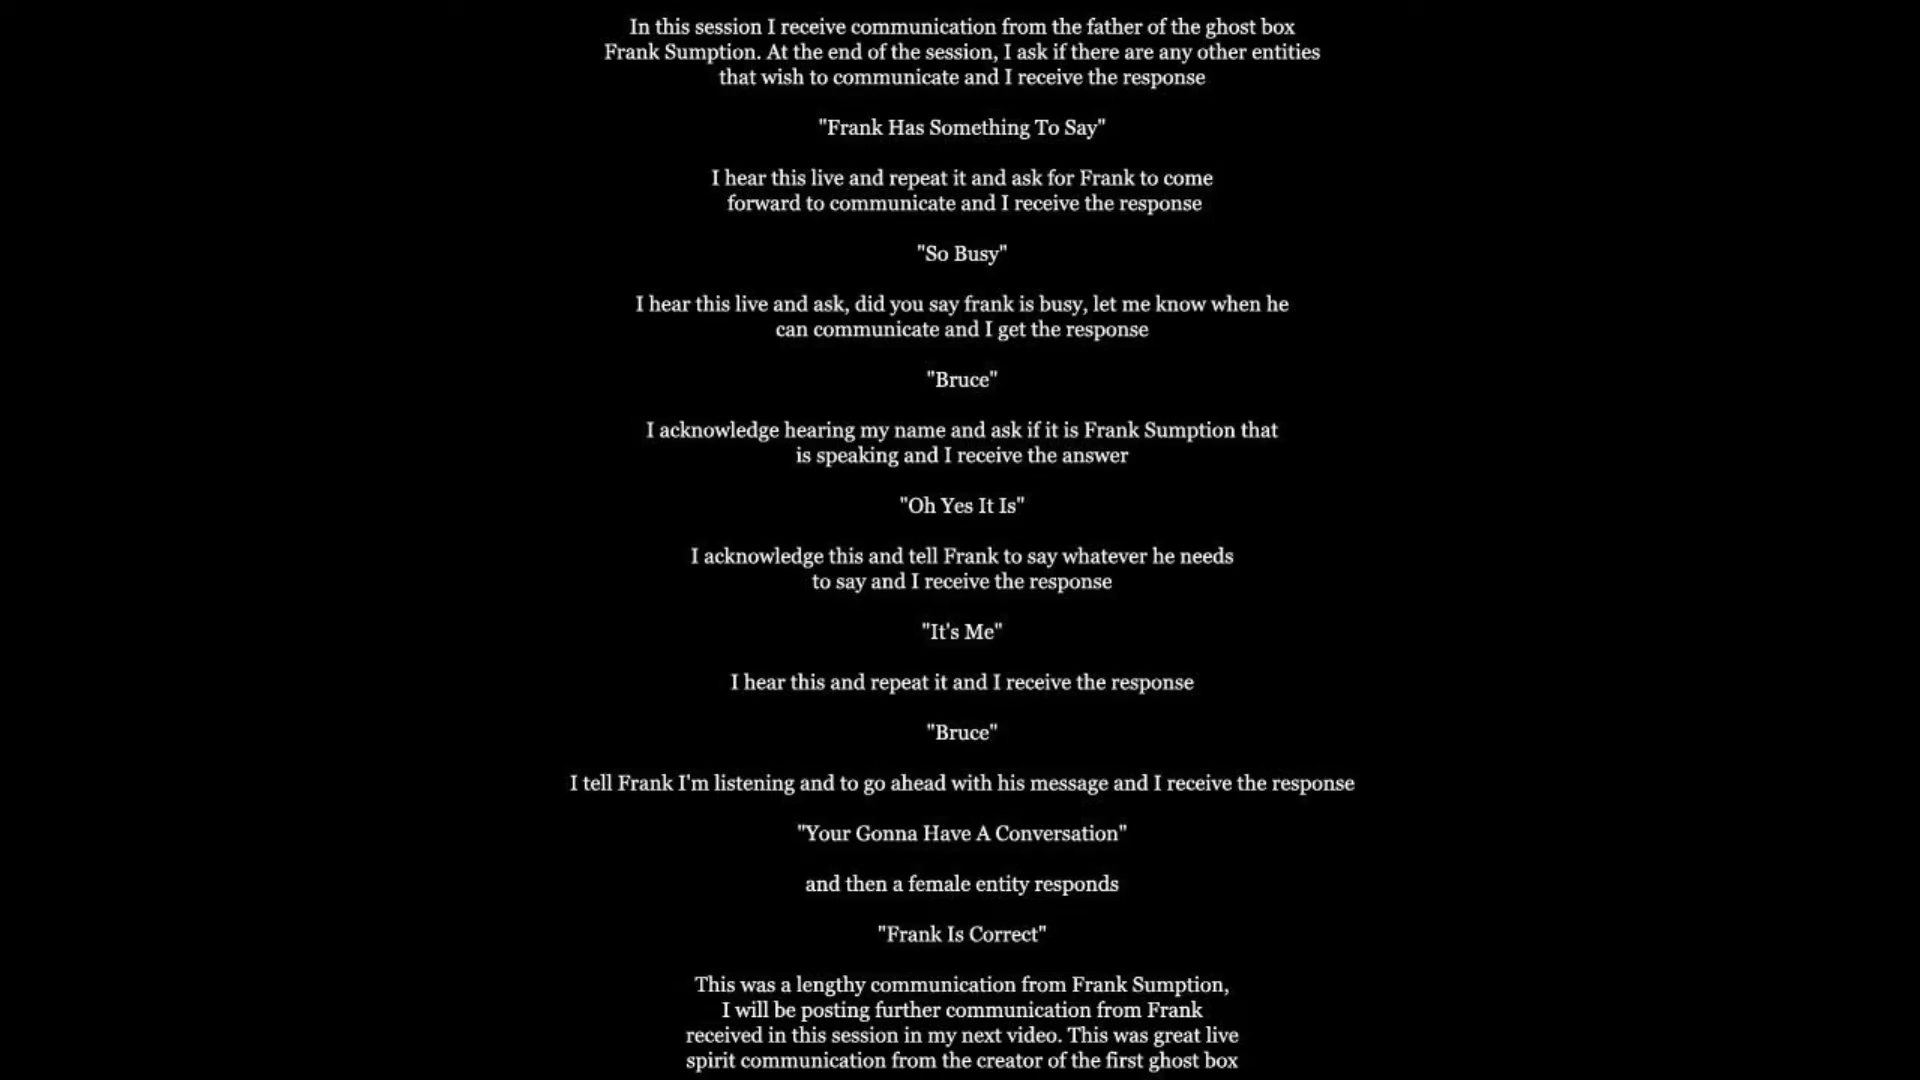 In this session I receive communication from the father of the ghost box
Frank Sumption. At the end of the session, I ask if there are any other entities
that wish to communicate and I receive the response
"Frank Has Something To Say"
I hear this live and repeat it and ask for Frank to come
forward to communicate and I receive the response
"So Busy"
I hear this live and ask, did you say frank is busy, let me know when he
can communicate and I get the response
"Bruce"
I acknowledge hearing my name and ask if it is Frank Sumption that
is speaking and I receive the answer
"Oh Yes It Is"
I acknowledge this and tell Frank to say whatever he needs
to say and I receive the response
"It's Me"
I hear this and repeat it and I receive the response
"Bruce"
I tell Frank I'm listening and to go ahead with his message and I receive the response
"Your Gonna Have A Conversation"
and then a female entity responds
"Frank Is Correct"
This was a lengthy communication from Frank Sumption,
I will be posting further communication from Frank
received in this session in my next video. This was great live
spirit communication from the creator of the first ghost box